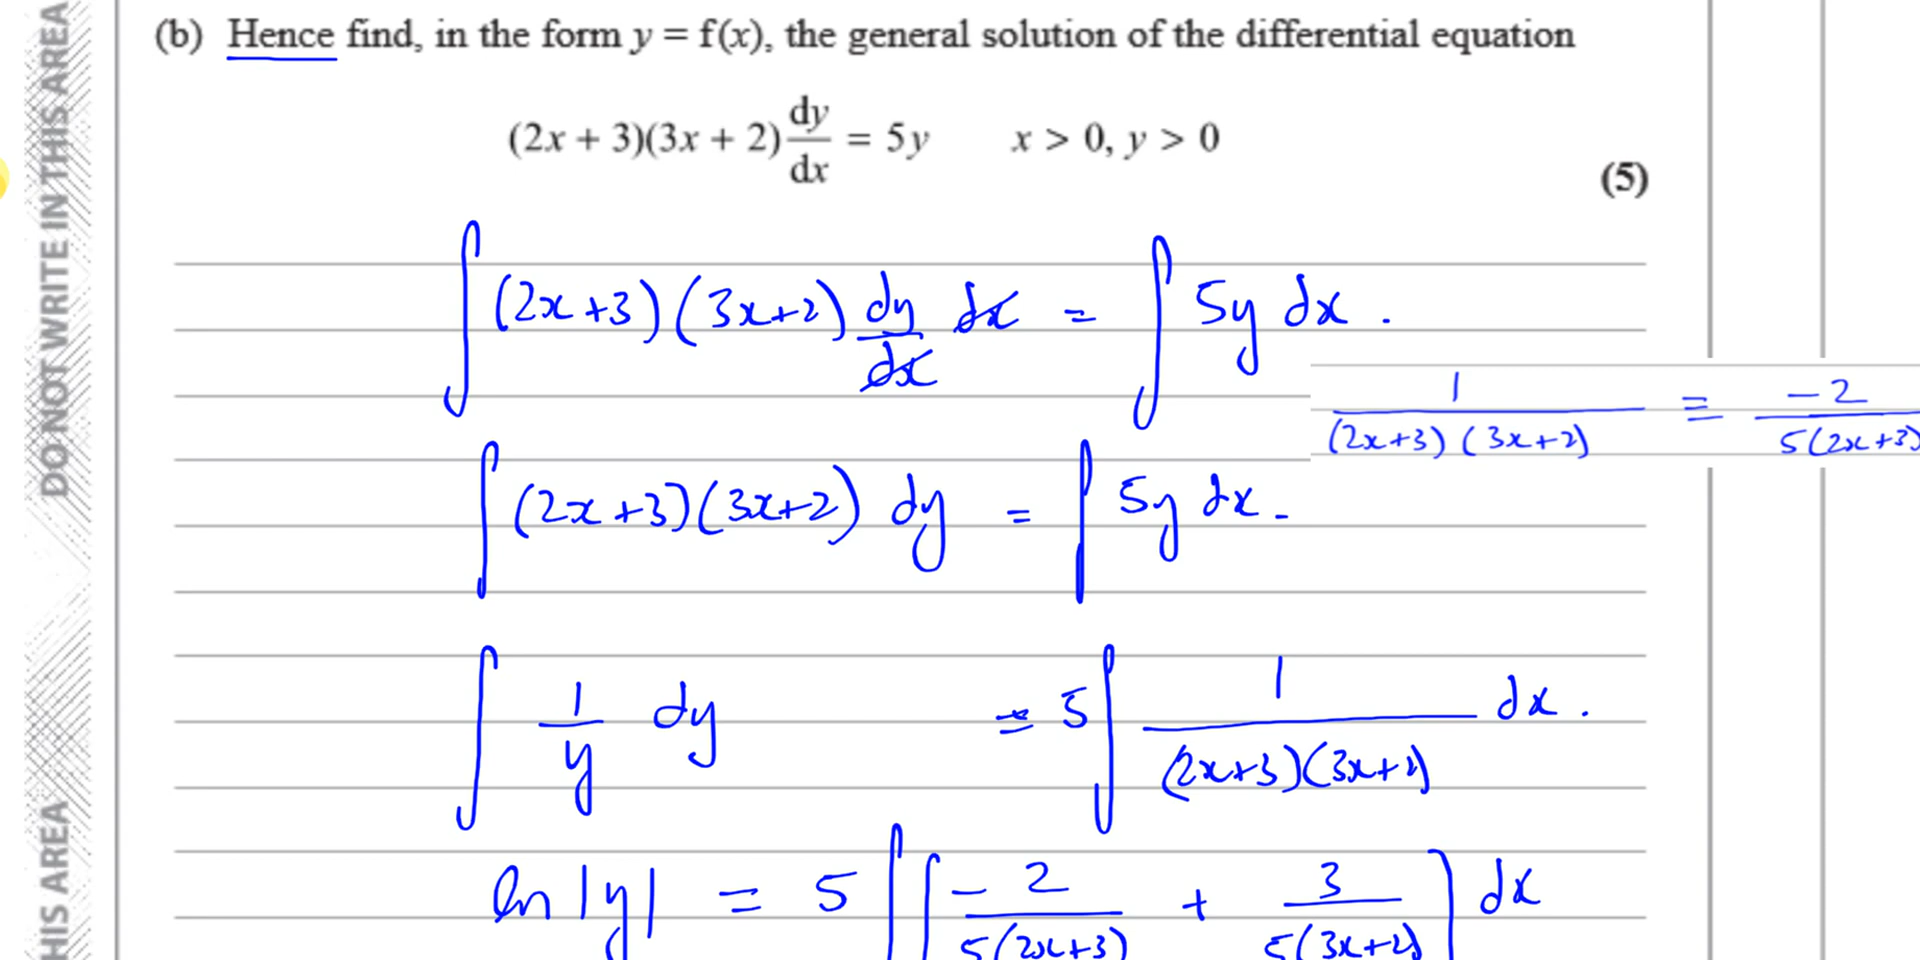 (b) Hence find, in the form y = f(x), the general solution of the differential equation
(2x + 3)(3x + 2) dy/dx = 5y x > 0, y > 0
(5)
∫ (2x+3)(3x+2) dy/dx dx = ∫ 5y dx.
1/((2x+3)(3x+2)) = -2/(5(2x+3)
∫ (2x+3)(3x+2) dy = ∫ 5y dx.
∫ 1/y dy = 5 ∫ 1/((2x+3)(3x+2)) dx.
ln |y| = 5 ∫ [ -2/(5(2x+3)) + 3/(5(3x+2)) ] dx
DO NOT WRITE IN THIS AREA
HIS AREA